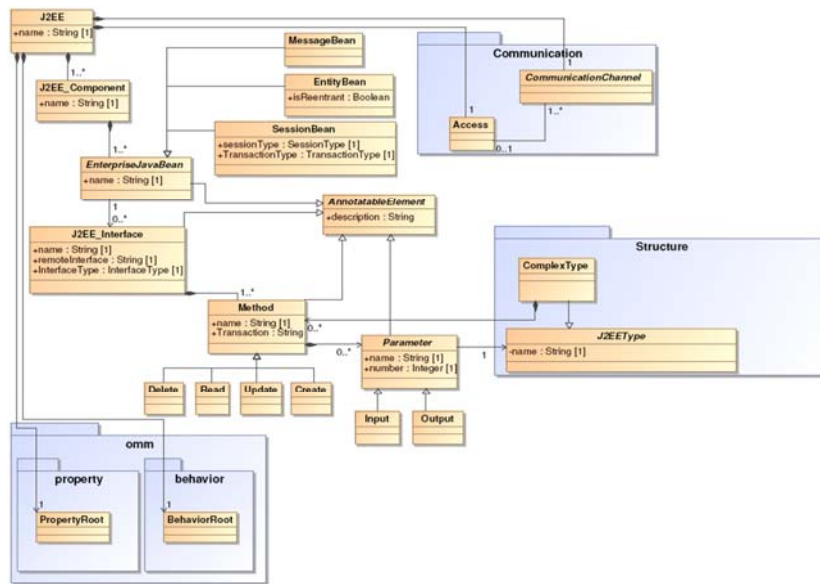 J2EE
+name : String [1]
1..*
J2EE_Component
+name : String [1]
1..*
EnterpriseJavaBean
+name : String [1]
1
0..*
J2EE_Interface
+name : String [1]
+remoteInterface : String [1]
+InterfaceType : InterfaceType [1]
1..*
MessageBean
EntityBean
+isReentrant : Boolean
SessionBean
+sessionType : SessionType [1]
+TransactionType : TransactionType [1]
Communication
1
CommunicationChannel
1
1..*
Access
0..1
AnnotatableElement
+description : String
Structure
ComplexType
J2EEType
-name : String [1]
Method
+name : String [1]
+Transaction : String
0..*
0..*
Parameter
+name : String [1]
+number : Integer [1]
1
Delete
Read
Update
Create
Input
Output
omm
property
behavior
1
PropertyRoot
1
BehaviorRoot